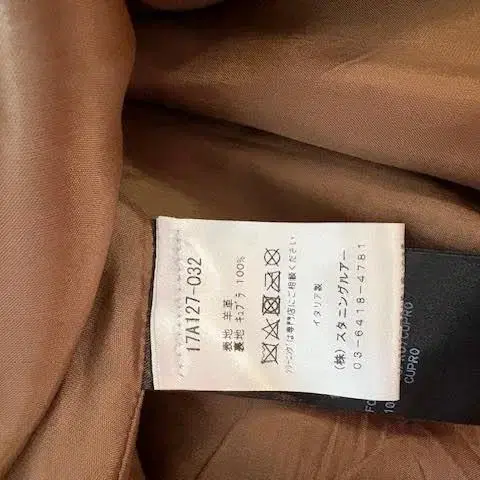 17A127-032
表地 羊革
裏地 キュプラ 100%
クリーニングは専門店にご相談ください
イタリア製
(株) スタニングルアー
03-6418-4781
CUPRO